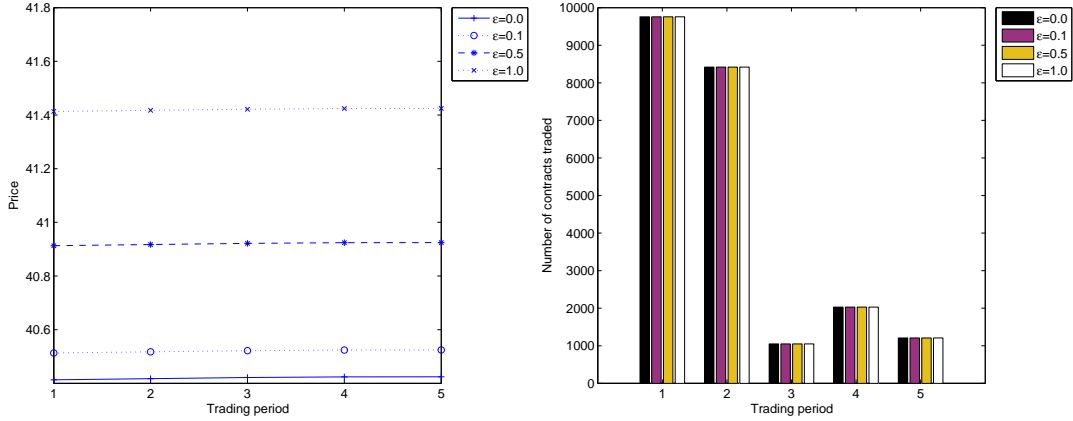 41.8
41.6
41.4
41.2
41
40.8
40.6
Price
1 2 3 4 5
Trading period
ε=0.0
ε=0.1
ε=0.5
ε=1.0
10000
9000
8000
7000
6000
5000
4000
3000
2000
1000
0
Number of contracts traded
1 2 3 4 5
Trading period
ε=0.0
ε=0.1
ε=0.5
ε=1.0